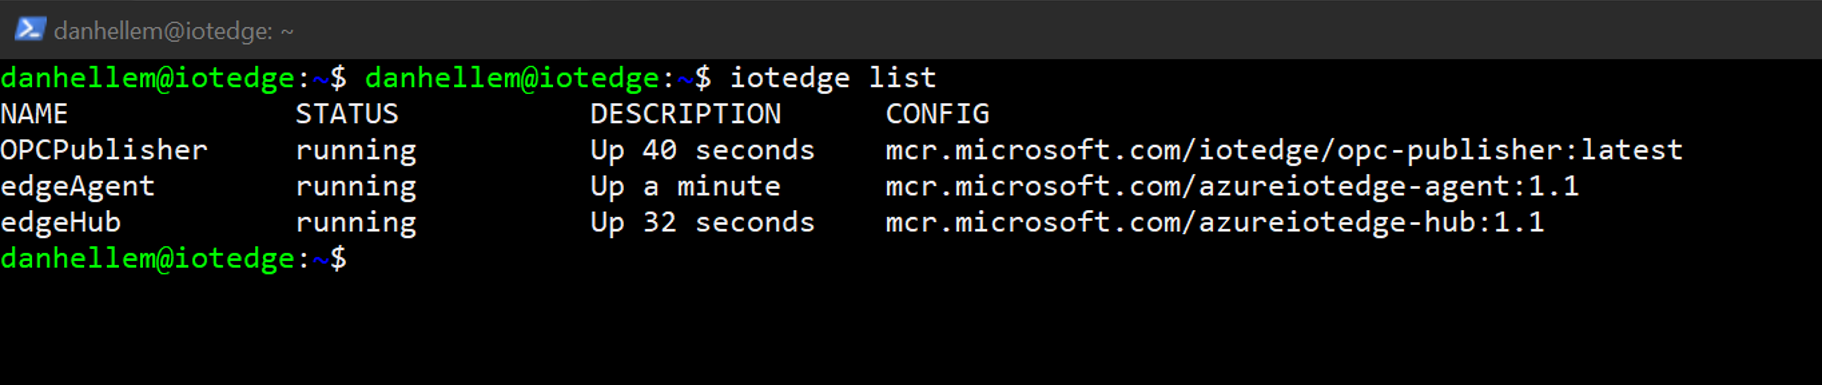 danhellem@iotedge: ~
danhellem@iotedge:~$ danhellem@iotedge:~$ iotedge list
NAME STATUS DESCRIPTION CONFIG
OPCPublisher running Up 40 seconds mcr.microsoft.com/iotedge/opc-publisher:latest
edgeAgent running Up a minute mcr.microsoft.com/azureiotedge-agent:1.1
edgeHub running Up 32 seconds mcr.microsoft.com/azureiotedge-hub:1.1
danhellem@iotedge:~$